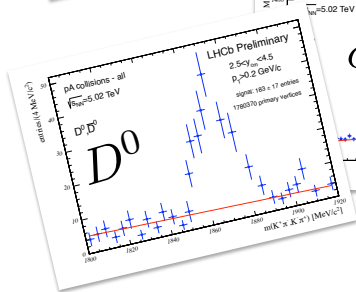 =5.02 TeV
LHCb Preliminary
pA collisions - all
√sNN=5.02 TeV
2.5<ycm<4.5
pT>0.2 GeV/c
signal: 183 ± 17 entries
1780370 primary vertices
D0 D̄0
D0
entries/(4 MeV/c²)
50
40
30
20
10
0
1800
1820
1840
1860
1880
1900
1920
m(K⁺π⁻,K⁻π⁺) [MeV/c²]